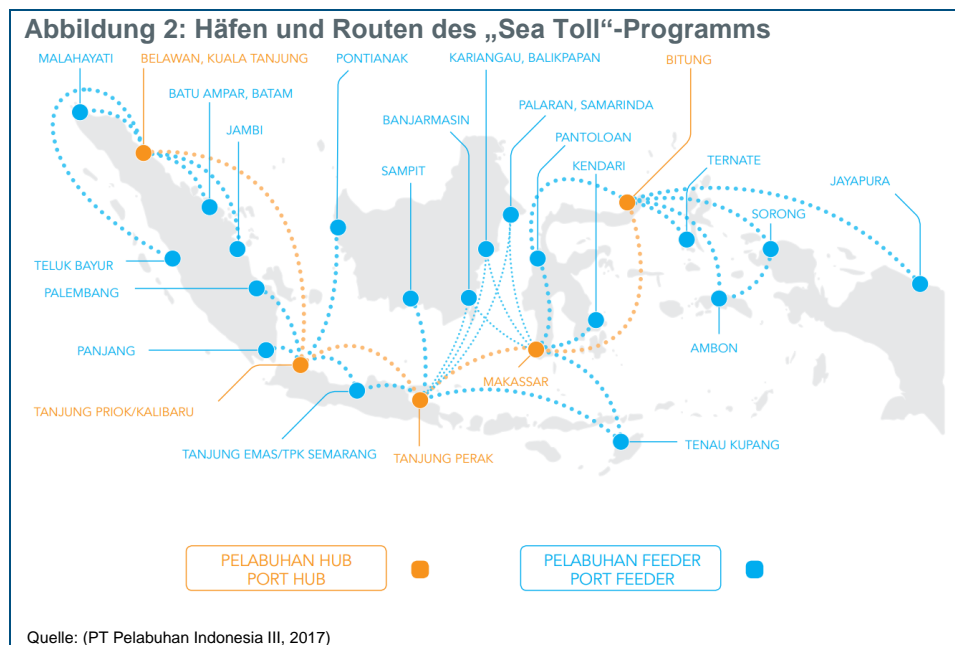 Abbildung 2: Häfen und Routen des „Sea Toll“-Programms
MALAHAYATI
BELAWAN, KUALA TANJUNG
PONTIANAK
KARIANGAU, BALIKPAPAN
BITUNG
BATU AMPAR, BATAM
PALARAN, SAMARINDA
BANJARMASIN
JAMBI
PANTOLOAN
SAMPIT
KENDARI
TERNATE
JAYAPURA
SORONG
TELUK BAYUR
PALEMBANG
PANJANG
AMBON
MAKASSAR
TANJUNG PRIOK/KALIBARU
TANJUNG EMAS/TPK SEMARANG
TANJUNG PERAK
TENAU KUPANG
PELABUHAN HUB
PORT HUB
PELABUHAN FEEDER
PORT FEEDER
Quelle: (PT Pelabuhan Indonesia III, 2017)